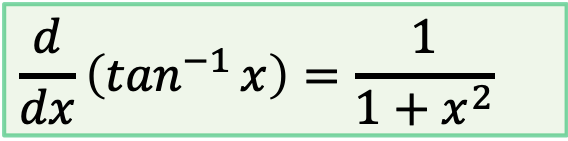 d/dx (tan⁻¹ x) = 1/(1 + x²)